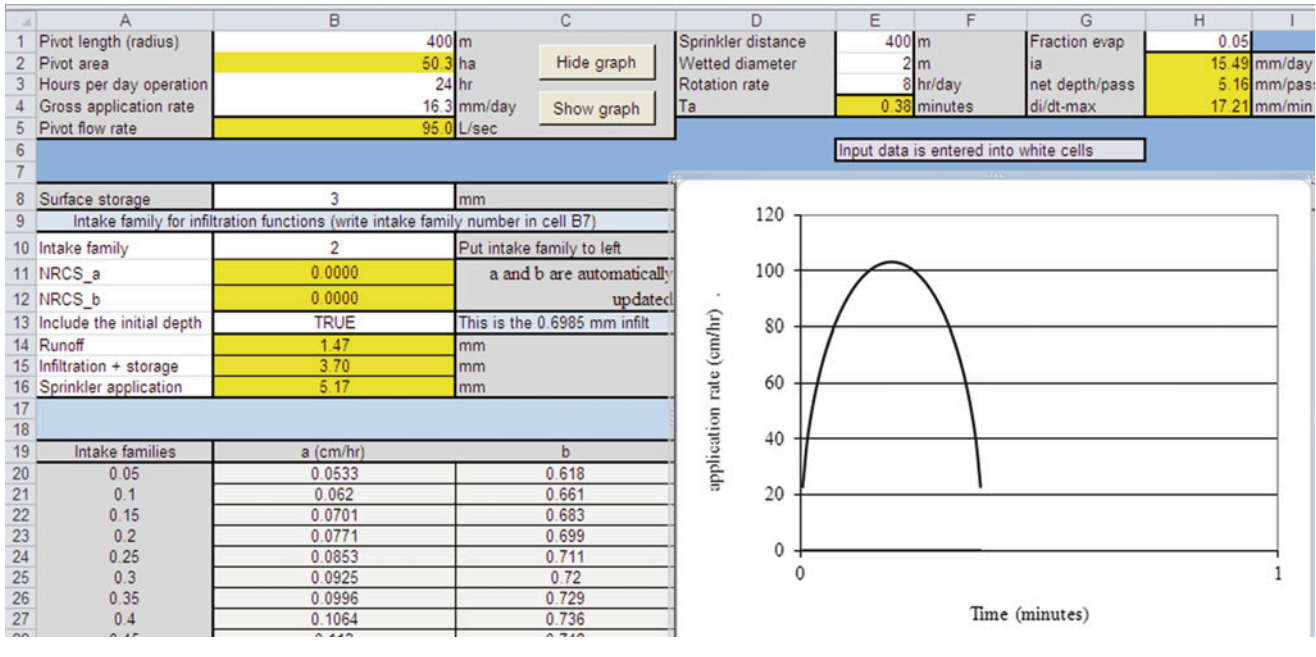 A B C D E F G H I
1 Pivot length (radius) 400 m Sprinkler distance 400 m Fraction evap 0.05
2 Pivot area 50.3 ha Hide graph Wetted diameter 2 m ia 15.49 mm/day
3 Hours per day operation 24 hr Rotation rate 8 hr/day net depth/pass 5.16 mm/pas
4 Gross application rate 16.3 mm/day Show graph Ta 0.38 minutes di/dt-max 17.21 mm/min
5 Pivot flow rate 95.0 L/sec
6 Input data is entered into white cells
7
8 Surface storage 3 mm
9 Intake family for infiltration functions (write intake family number in cell B7)
10 Intake family 2 Put intake family to left
11 NRCS_a 0.0000 a and b are automatically
12 NRCS_b 0.0000 updated
13 Include the initial depth TRUE This is the 0.6985 mm infilt
14 Runoff 1.47 mm
15 Infiltration + storage 3.70 mm
16 Sprinkler application 5.17 mm
17
18
19 Intake families a (cm/hr) b
20 0.05 0.0533 0.618
21 0.1 0.062 0.661
22 0.15 0.0701 0.683
23 0.2 0.0771 0.699
24 0.25 0.0853 0.711
25 0.3 0.0925 0.72
26 0.35 0.0996 0.729
27 0.4 0.1064 0.736
120
100
80
60
40
20
0
application rate (cm/hr) .
0 1
Time (minutes)